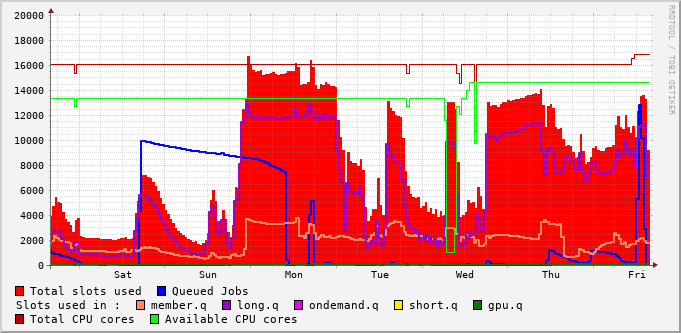 20000
18000
16000
14000
12000
10000
8000
6000
4000
2000
0
Sat Sun Mon Tue Wed Thu Fri
RRDTOOL / TOBI OETIKER
Total slots used Queued Jobs
Slots used in : member.q long.q ondemand.q short.q gpu.q
Total CPU cores Available CPU cores